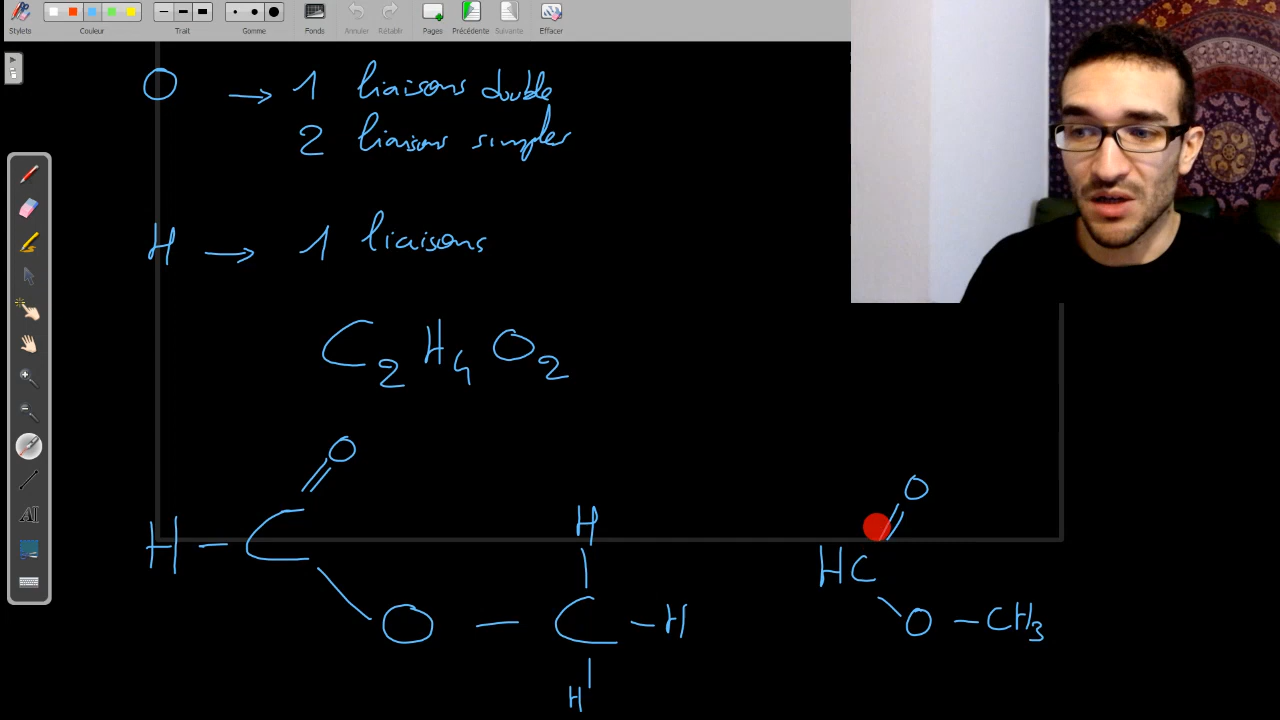 Stylets Couleur Trait Gomme Fonds Annuler Rétablir Pages Précédente Suivante Effacer
O → 1 liaisons double
2 liaisons simples
H → 1 liaisons
C₂H₄O₂
O
H – C
O – C – H
H
H
O
HC
O – CH₃
AI